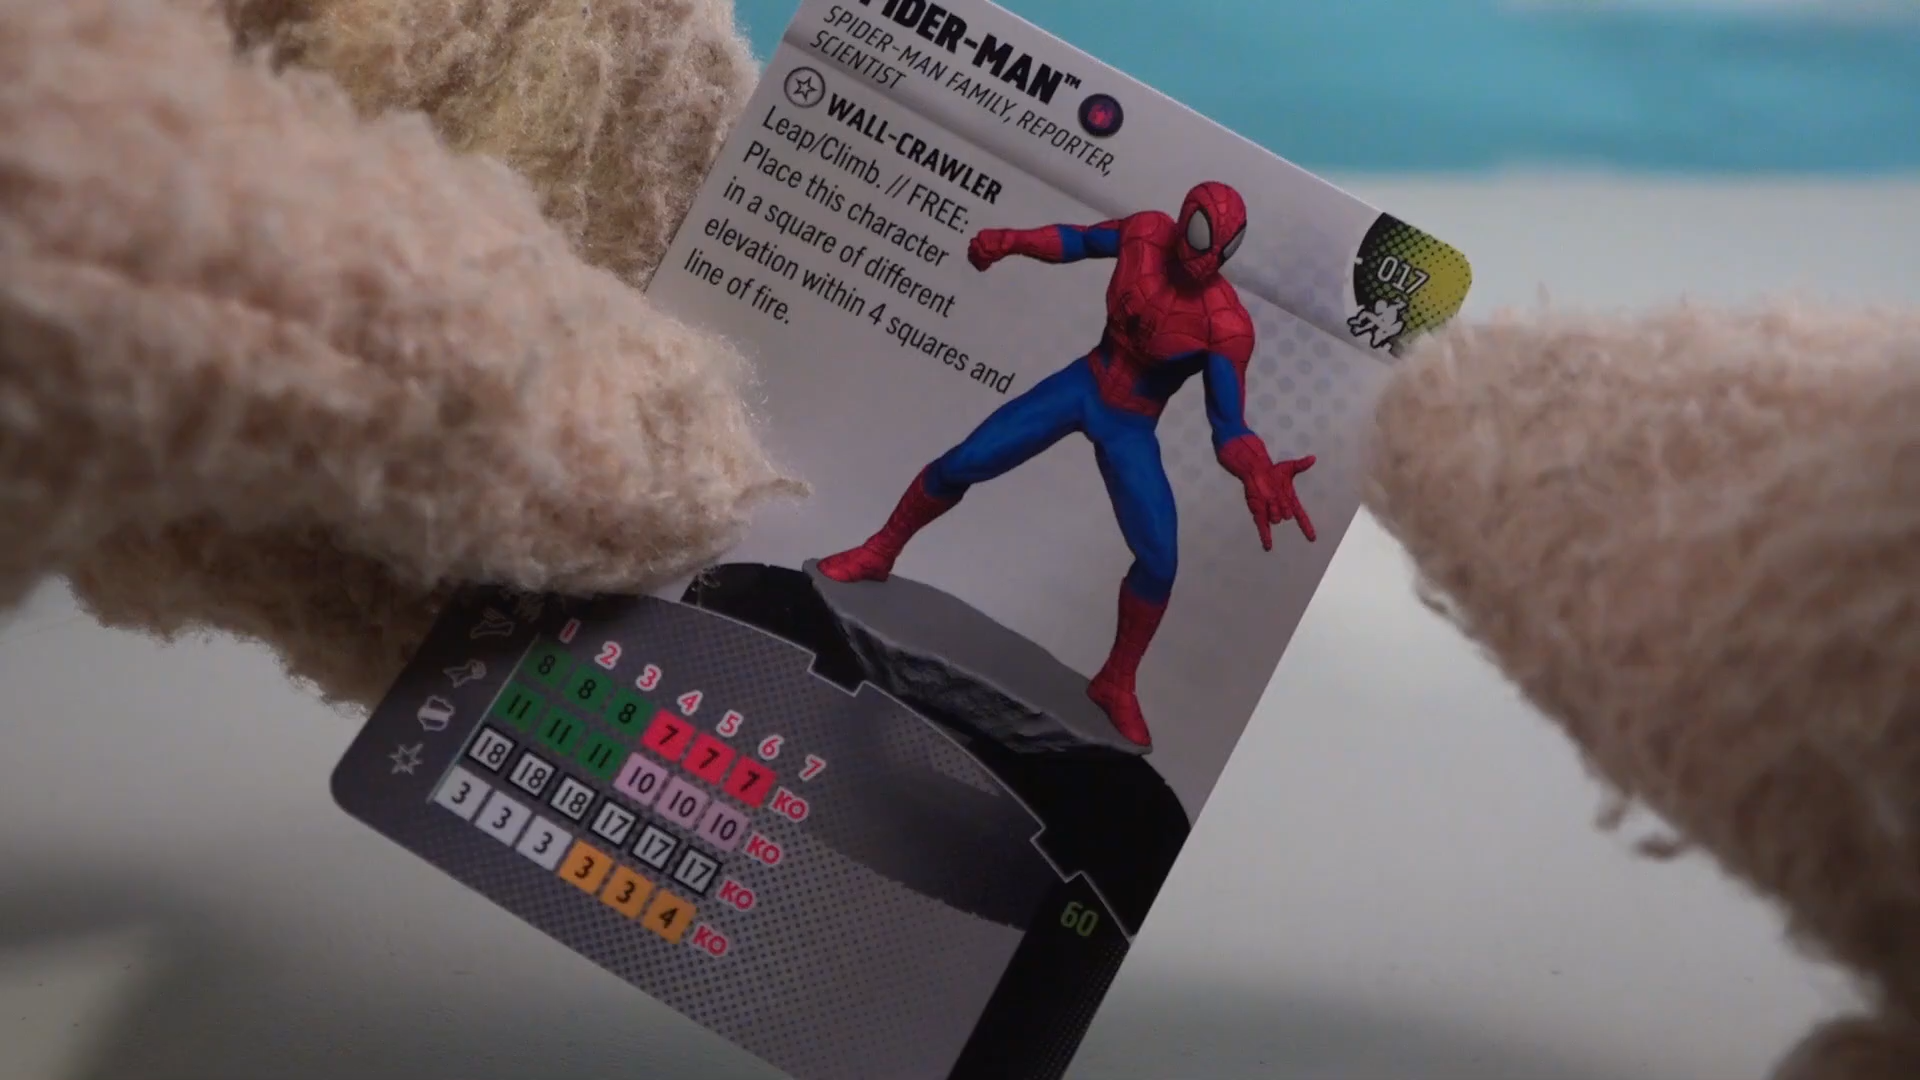 PIDER-MAN™
SPIDER-MAN FAMILY, REPORTER,
SCIENTIST
WALL-CRAWLER
Leap/Climb. // FREE:
Place this character
in a square of different
elevation within 4 squares and
line of fire.
017
1 2 3 4 5 6 7
8 8 8 7 7 7 KO
11 11 11 10 10 10 KO
18 18 18 17 17 17 KO
3 3 3 3 3 4 KO
60